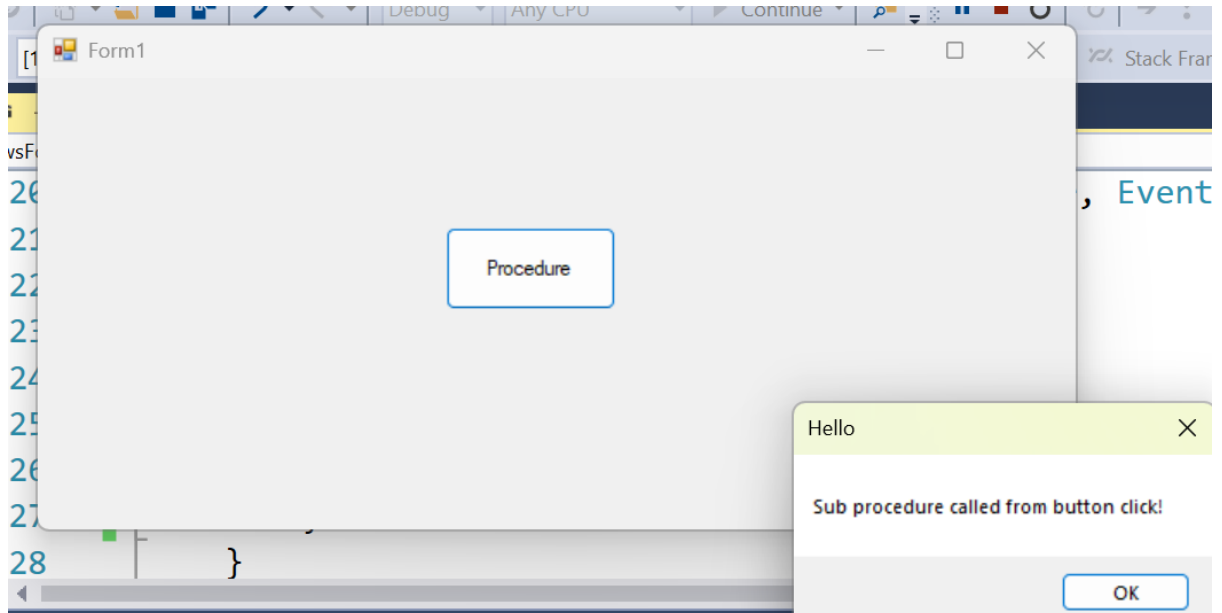 Debug Any CPU Continue
Form1
Stack
, Event
20
21
22
23
24
25
26
27
28 }
Procedure
Hello
Sub procedure called from button click!
OK